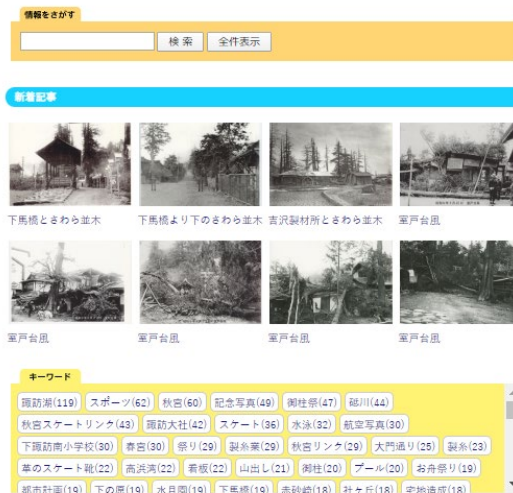 情報をさがす
検 索 全件表示
新着記事
下馬橋とさわら並木 下馬橋より下のさわら並木 吉沢製材所とさわら並木 室戸台風
室戸台風 室戸台風 室戸台風 室戸台風
キーワード
諏訪湖(119) スポーツ(62) 秋宮(60) 記念写真(49) 御柱祭(47) 砥川(44)
秋宮スケートリンク(43) 諏訪大社(42) スケート(36) 水泳(32) 航空写真(30)
下諏訪南小学校(30) 春宮(30) 祭り(29) 製糸業(29) 秋宮リンク(29) 大門通り(25) 製糸(23)
革のスケート靴(22) 高浜湾(22) 看板(22) 山出し(21) 御柱(20) プール(20) お舟祭り(19)
都市計画(19) 下の原(19) 水月園(19) 下馬橋(19) 赤砂崎(18) 社ヶ丘(18) 宅地造成(18)